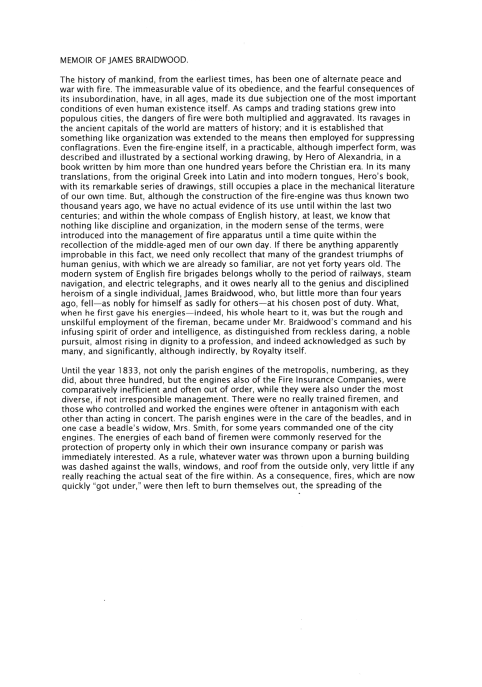 MEMOIR OF JAMES BRAIDWOOD.
The history of mankind, from the earliest times, has been one of alternate peace and
war with fire. The immeasurable value of its obedience, and the fearful consequences of
its insubordination, have, in all ages, made its due subjection one of the most important
conditions of even human existence itself. As camps and trading stations grew into
populous cities, the dangers of fire were both multiplied and aggravated. Its ravages in
the ancient capitals of the world are matters of history; and it is established that
something like organization was extended to the means then employed for suppressing
conflagrations. Even the fire-engine itself, in a practicable, although imperfect form, was
described and illustrated by a sectional working drawing, by Hero of Alexandria, in a
book written by him more than one hundred years before the Christian era. In its many
translations, from the original Greek into Latin and into modern tongues, Hero's book,
with its remarkable series of drawings, still occupies a place in the mechanical literature
of our own time. But, although the construction of the fire-engine was thus known two
thousand years ago, we have no actual evidence of its use until within the last two
centuries; and within the whole compass of English history, at least, we know that
nothing like discipline and organization, in the modern sense of the terms, were
introduced into the management of fire apparatus until a time quite within the
recollection of the middle-aged men of our own day. If there be anything apparently
improbable in this fact, we need only recollect that many of the grandest triumphs of
human genius, with which we are already so familiar, are not yet forty years old. The
modern system of English fire brigades belongs wholly to the period of railways, steam
navigation, and electric telegraphs, and it owes nearly all to the genius and disciplined
heroism of a single individual, James Braidwood, who, but little more than four years
ago, fell—as nobly for himself as sadly for others—at his chosen post of duty. What,
when he first gave his energies—indeed, his whole heart to it, was but the rough and
unskilful employment of the fireman, became under Mr. Braidwood's command and his
infusing spirit of order and intelligence, as distinguished from reckless daring, a noble
pursuit, almost rising in dignity to a profession, and indeed acknowledged as such by
many, and significantly, although indirectly, by Royalty itself.
Until the year 1833, not only the parish engines of the metropolis, numbering, as they
did, about three hundred, but the engines also of the Fire Insurance Companies, were
comparatively inefficient and often out of order, while they were also under the most
diverse, if not irresponsible management. There were no really trained firemen, and
those who controlled and worked the engines were oftener in antagonism with each
other than acting in concert. The parish engines were in the care of the beadles, and in
one case a beadle's widow, Mrs. Smith, for some years commanded one of the city
engines. The energies of each band of firemen were commonly reserved for the
protection of property only in which their own insurance company or parish was
immediately interested. As a rule, whatever water was thrown upon a burning building
was dashed against the walls, windows, and roof from the outside only, very little if any
really reaching the actual seat of the fire within. As a consequence, fires, which are now
quickly "got under," were then left to burn themselves out, the spreading of the